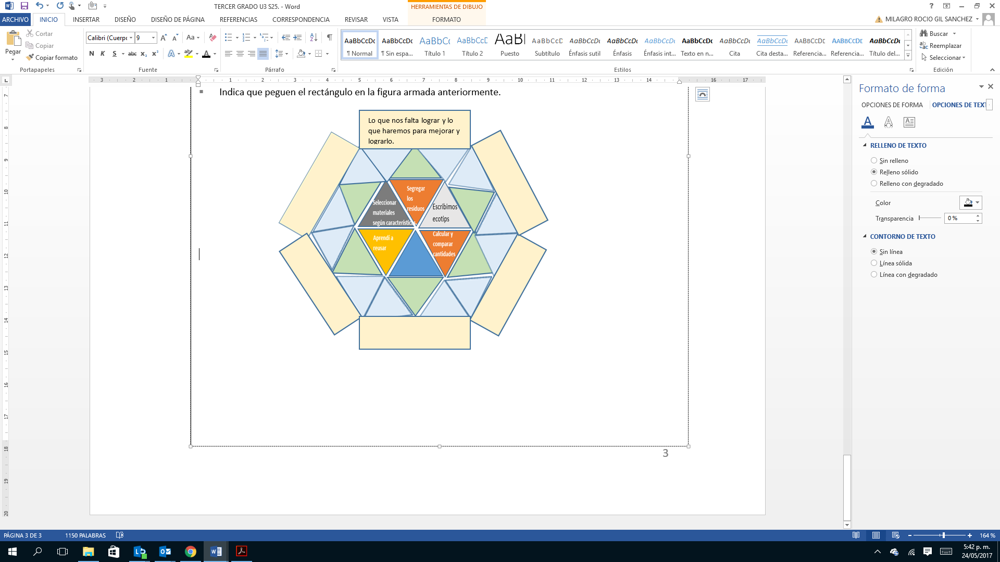 TERCER GRADO U3 S25. - Word
HERRAMIENTAS DE DIBUJO
?
ARCHIVO
INICIO
INSERTAR
DISEÑO
DISEÑO DE PÁGINA
REFERENCIAS
CORRESPONDENCIA
REVISAR
VISTA
FORMATO
MILAGRO ROCIO GIL SANCHEZ
Pegar
Cortar
Copiar
Copiar formato
Portapapeles
Calibri (Cuerpo
9
N K S abc x₂ x²
Fuente
Párrafo
AaBbCcDc
¶ Normal
AaBbCcDc
¶ Sin espa...
AaBbCc
Título 1
AaBbCcD
Título 2
AaB
Puesto
AaBbCcD
Subtítulo
AaBbCcDc
Énfasis sutil
AaBbCcDc
Énfasis
AaBbCcDc
Énfasis int...
AaBbCcDc
Texto en n...
AaBbCcDc
Cita
AaBbCcDc
Cita desta...
AABBCCDE
Referencia...
AABBCCDE
Referencia...
AaBbCcDc
Título del...
Estilos
Buscar
Reemplazar
Seleccionar
Edición
3 2 1 1 2 3 4 5 6 7 8 9 10 11 12 13 14 16 17
7
8
9
10
11
12
13
14
15
16
17
18
19
20
Indica que peguen el rectángulo en la figura armada anteriormente.
Lo que nos falta lograr y lo
que haremos para mejorar y
lograrlo.
Segregar
los
residuos
Seleccionar
materiales
según características
Escribimos
ecotips
Aprendí a
reusar
Calcular y
comparar
cantidades
3
Formato de forma
OPCIONES DE FORMA
OPCIONES DE TEXT
RELLENO DE TEXTO
Sin relleno
Relleno sólido
Relleno con degradado
Color
Transparencia
0 %
CONTORNO DE TEXTO
Sin línea
Línea sólida
Línea con degradado
PÁGINA 3 DE 3
1150 PALABRAS
164 %
5:42 p. m.
24/05/2017